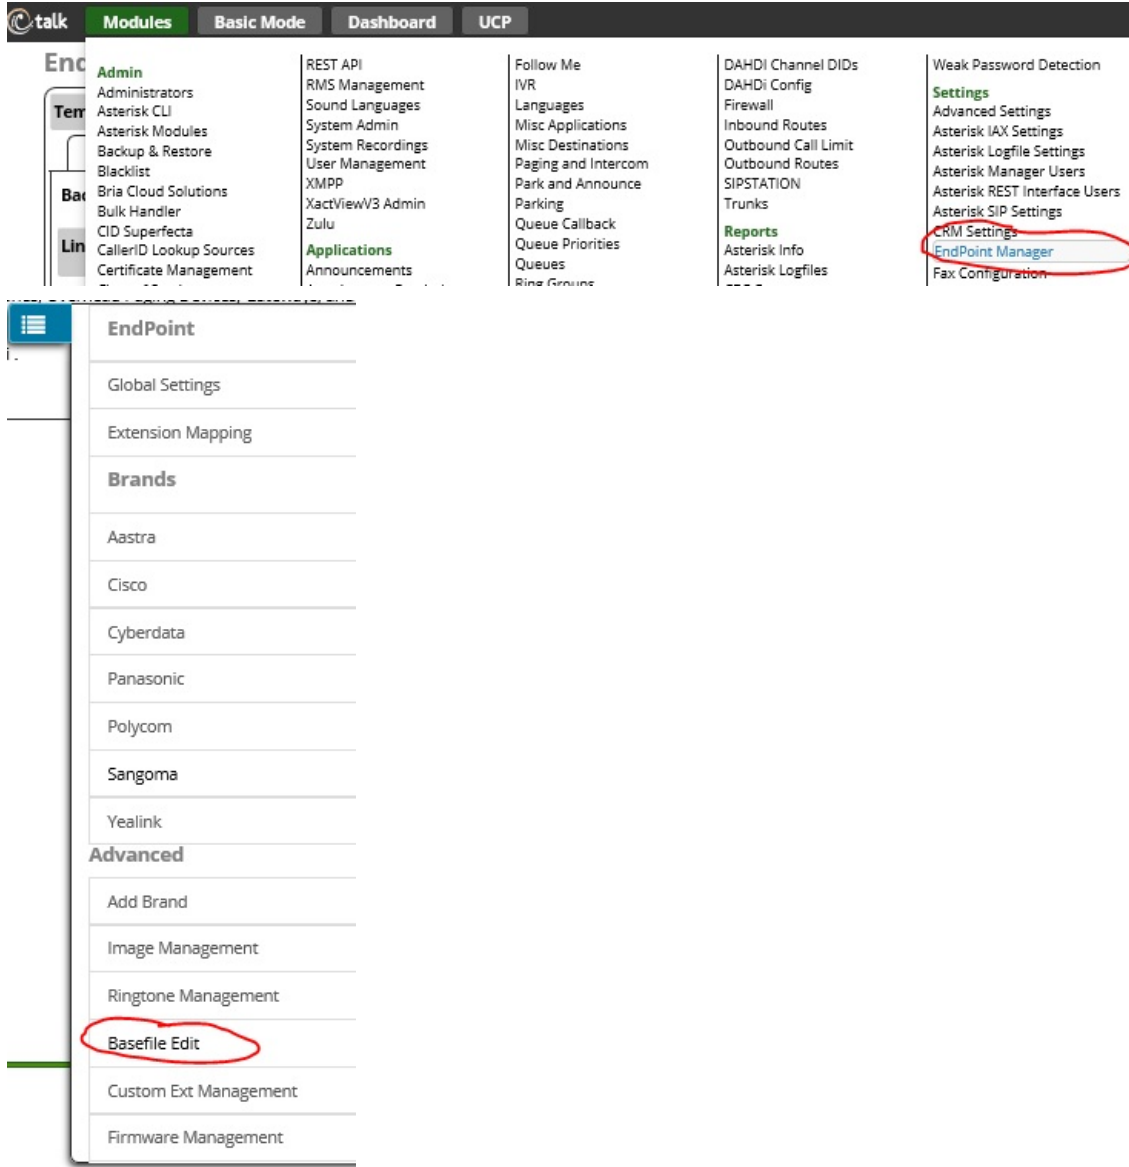 talk Modules Basic Mode Dashboard UCP
Admin
Administrators
Asterisk CLI
Asterisk Modules
Backup & Restore
Blacklist
Bria Cloud Solutions
Bulk Handler
CID Superfecta
CallerID Lookup Sources
Certificate Management
REST API
RMS Management
Sound Languages
System Admin
System Recordings
User Management
XMPP
XactViewV3 Admin
Zulu
Applications
Announcements
Follow Me
IVR
Languages
Misc Applications
Misc Destinations
Paging and Intercom
Park and Announce
Parking
Queue Callback
Queue Priorities
Queues
Ring Groups
DAHDI Channel DIDs
DAHDi Config
Firewall
Inbound Routes
Outbound Call Limit
Outbound Routes
SIPSTATION
Trunks
Reports
Asterisk Info
Asterisk Logfiles
Weak Password Detection
Settings
Advanced Settings
Asterisk IAX Settings
Asterisk Logfile Settings
Asterisk Manager Users
Asterisk REST Interface Users
Asterisk SIP Settings
CRM Settings
EndPoint Manager
Fax Configuration
EndPoint
Global Settings
Extension Mapping
Brands
Aastra
Cisco
Cyberdata
Panasonic
Polycom
Sangoma
Yealink
Advanced
Add Brand
Image Management
Ringtone Management
Basefile Edit
Custom Ext Management
Firmware Management